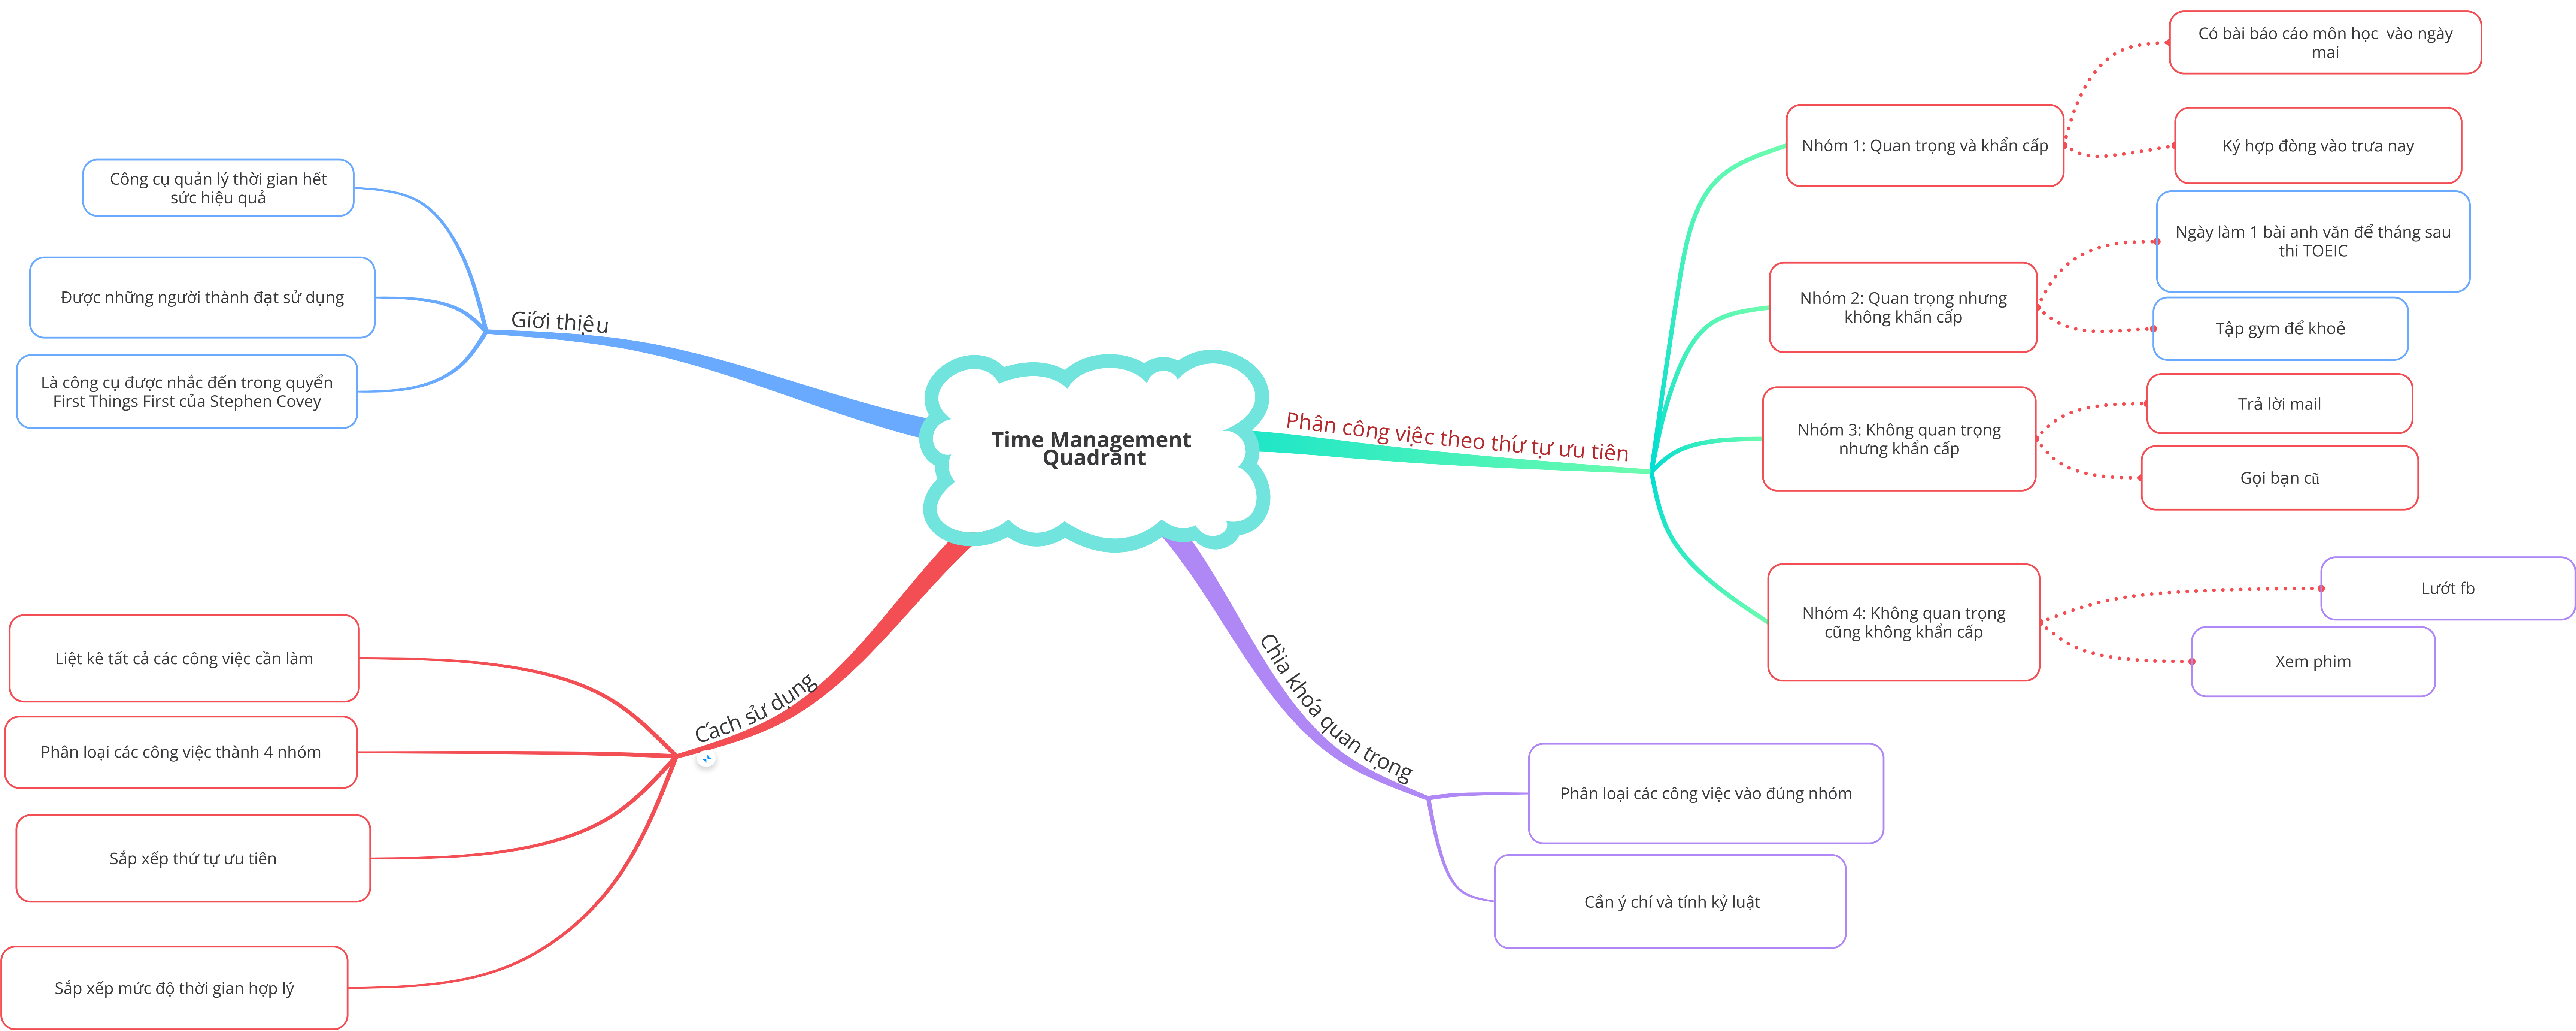 Time Management
Quadrant
Giới thiệu
Công cụ quản lý thời gian hết
sức hiệu quả
Được những người thành đạt sử dụng
Là công cụ được nhắc đến trong quyển
First Things First của Stephen Covey
Phân công việc theo thứ tự ưu tiên
Nhóm 1: Quan trọng và khẩn cấp
Có bài báo cáo môn học  vào ngày
mai
Ký hợp đòng vào trưa nay
Nhóm 2: Quan trọng nhưng
không khẩn cấp
Ngày làm 1 bài anh văn để tháng sau
thi TOEIC
Tập gym để khoẻ
Nhóm 3: Không quan trọng
nhưng khẩn cấp
Trả lời mail
Gọi bạn cũ
Nhóm 4: Không quan trọng
cũng không khẩn cấp
Lướt fb
Xem phim
Cách sử dụng
Liệt kê tất cả các công việc cần làm
Phân loại các công việc thành 4 nhóm
Sắp xếp thứ tự ưu tiên
Sắp xếp mức độ thời gian hợp lý
Chìa khoá quan trọng
Phân loại các công việc vào đúng nhóm
Cần ý chí và tính kỷ luật